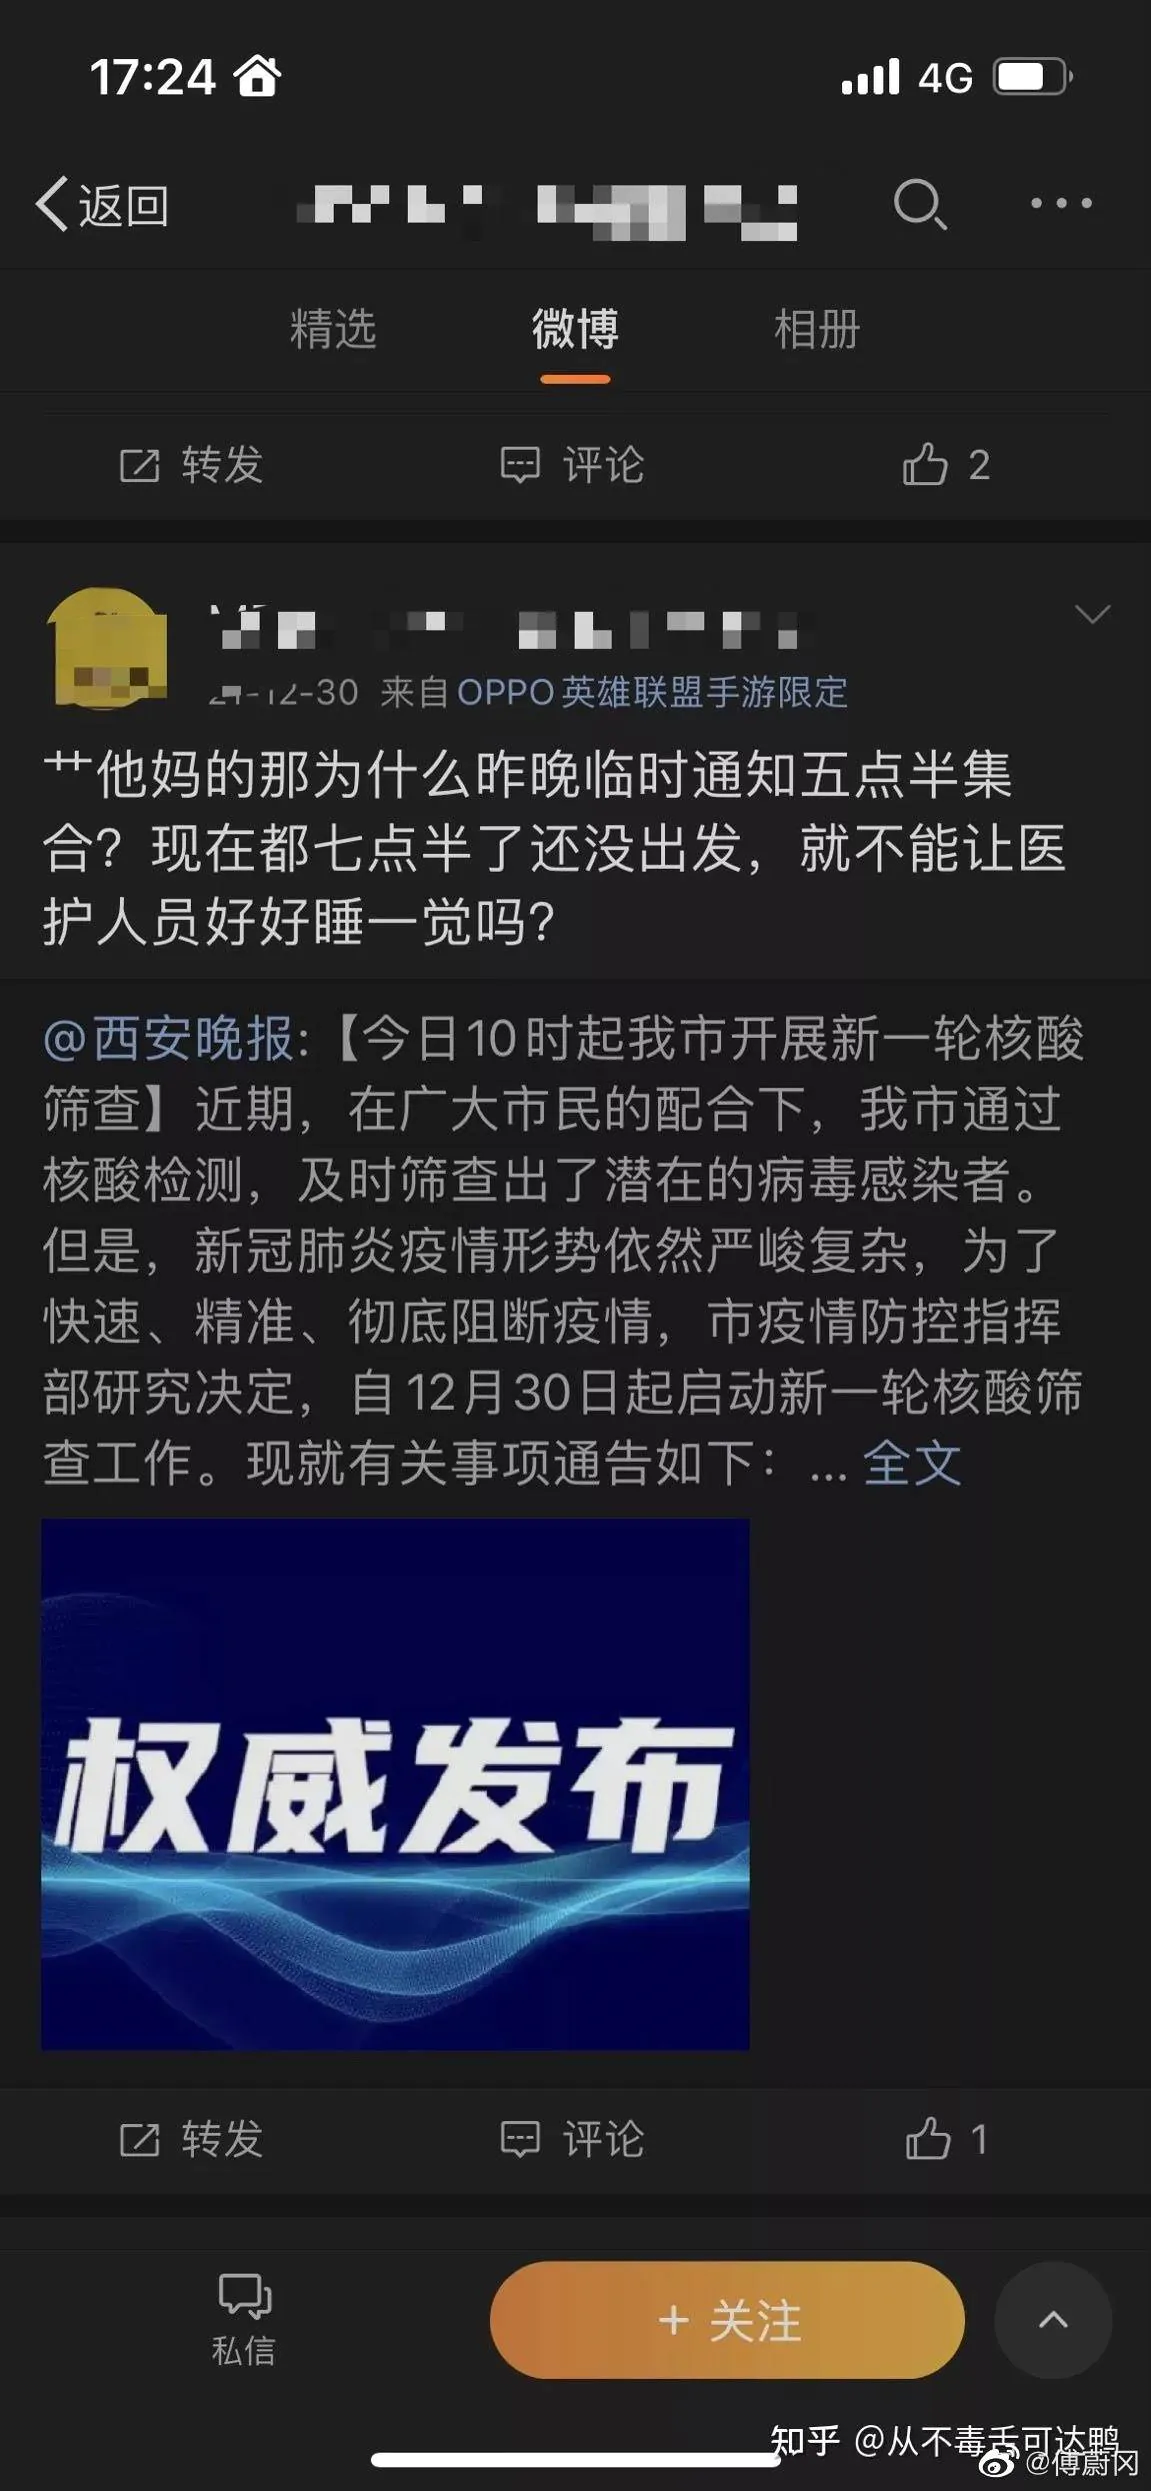 17:24
4G
返回
精选 微博 相册
转发 评论 2
-12-30 来自 OPPO英雄联盟手游限定
艹他妈的那为什么昨晚临时通知五点半集
合？现在都七点半了还没出发，就不能让医
护人员好好睡一觉吗？
@西安晚报:【今日10时起我市开展新一轮核酸
筛查】近期，在广大市民的配合下，我市通过
核酸检测，及时筛查出了潜在的病毒感染者。
但是，新冠肺炎疫情形势依然严峻复杂，为了
快速、精准、彻底阻断疫情，市疫情防控指挥
部研究决定，自12月30日起启动新一轮核酸筛
查工作。现就有关事项通告如下：... 全文
权威发布
转发 评论 1
私信
+ 关注
知乎 @从不毒舌可达鸭
@傅蔚冈